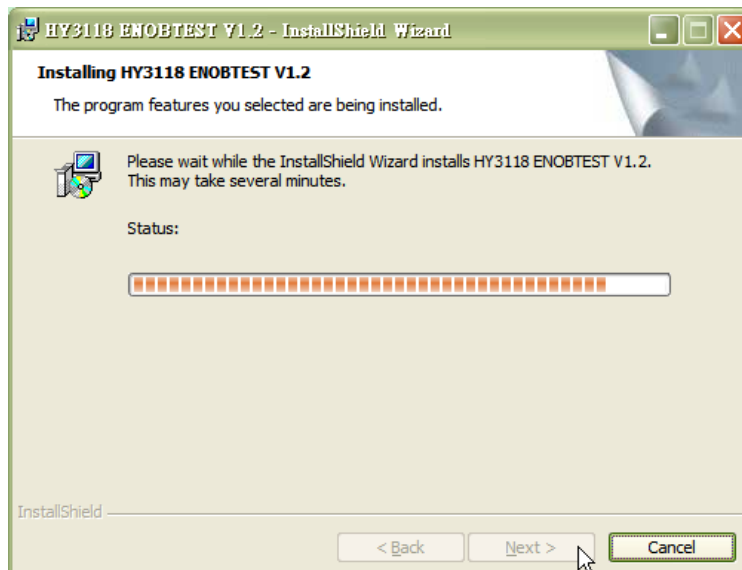 HY3118 ENOBTEST V1.2 - InstallShield Wizard
Installing HY3118 ENOBTEST V1.2
The program features you selected are being installed.
Please wait while the InstallShield Wizard installs HY3118 ENOBTEST V1.2.
This may take several minutes.
Status:
InstallShield
< Back
Next >
Cancel